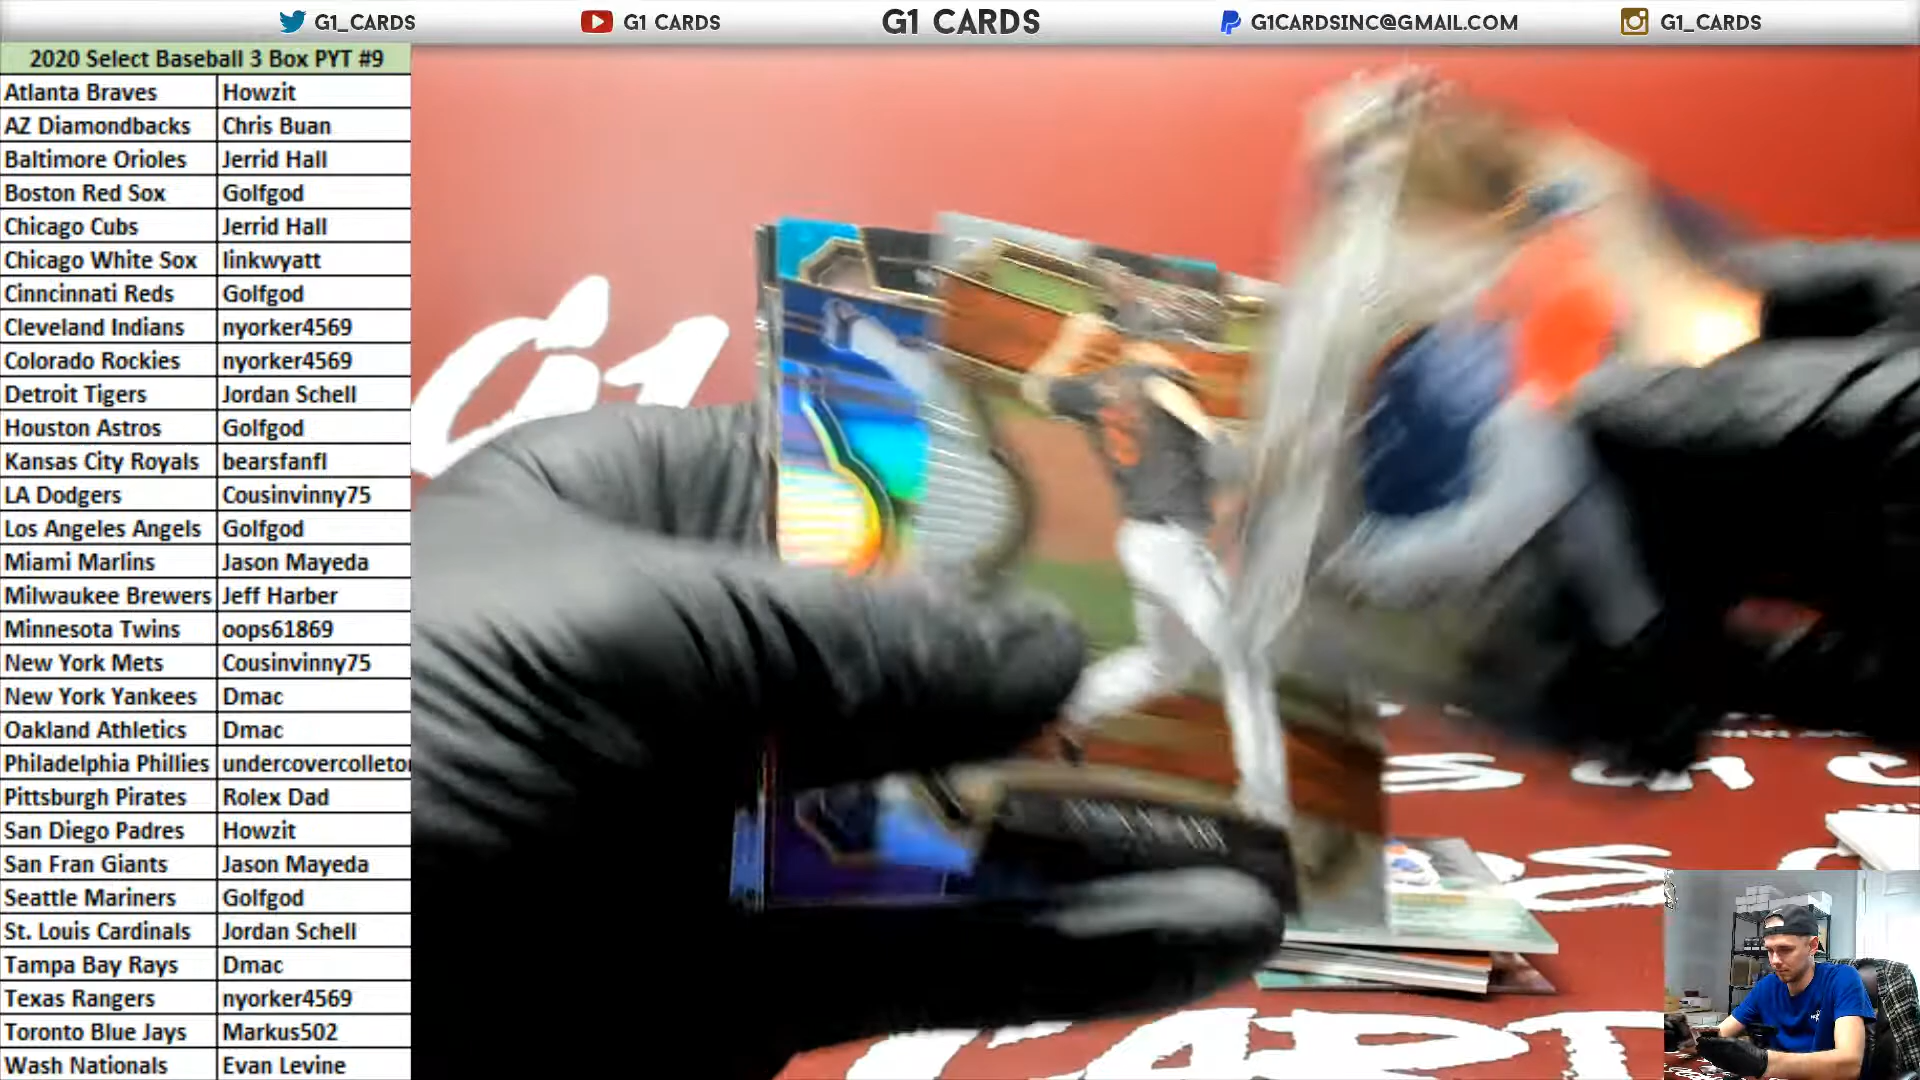 G1_CARDS G1 CARDS G1 CARDS G1CARDSINC@GMAIL.COM G1_CARDS
2020 Select Baseball 3 Box PYT #9
Atlanta Braves Howzit
AZ Diamondbacks Chris Buan
Baltimore Orioles Jerrid Hall
Boston Red Sox Golfgod
Chicago Cubs Jerrid Hall
Chicago White Sox linkwyatt
Cinncinnati Reds Golfgod
Cleveland Indians nyorker4569
Colorado Rockies nyorker4569
Detroit Tigers Jordan Schell
Houston Astros Golfgod
Kansas City Royals bearsfanfl
LA Dodgers Cousinvinny75
Los Angeles Angels Golfgod
Miami Marlins Jason Mayeda
Milwaukee Brewers Jeff Harber
Minnesota Twins oops61869
New York Mets Cousinvinny75
New York Yankees Dmac
Oakland Athletics Dmac
Philadelphia Phillies undercovercolletor
Pittsburgh Pirates Rolex Dad
San Diego Padres Howzit
San Fran Giants Jason Mayeda
Seattle Mariners Golfgod
St. Louis Cardinals Jordan Schell
Tampa Bay Rays Dmac
Texas Rangers nyorker4569
Toronto Blue Jays Markus502
Wash Nationals Evan Levine
G1
CART